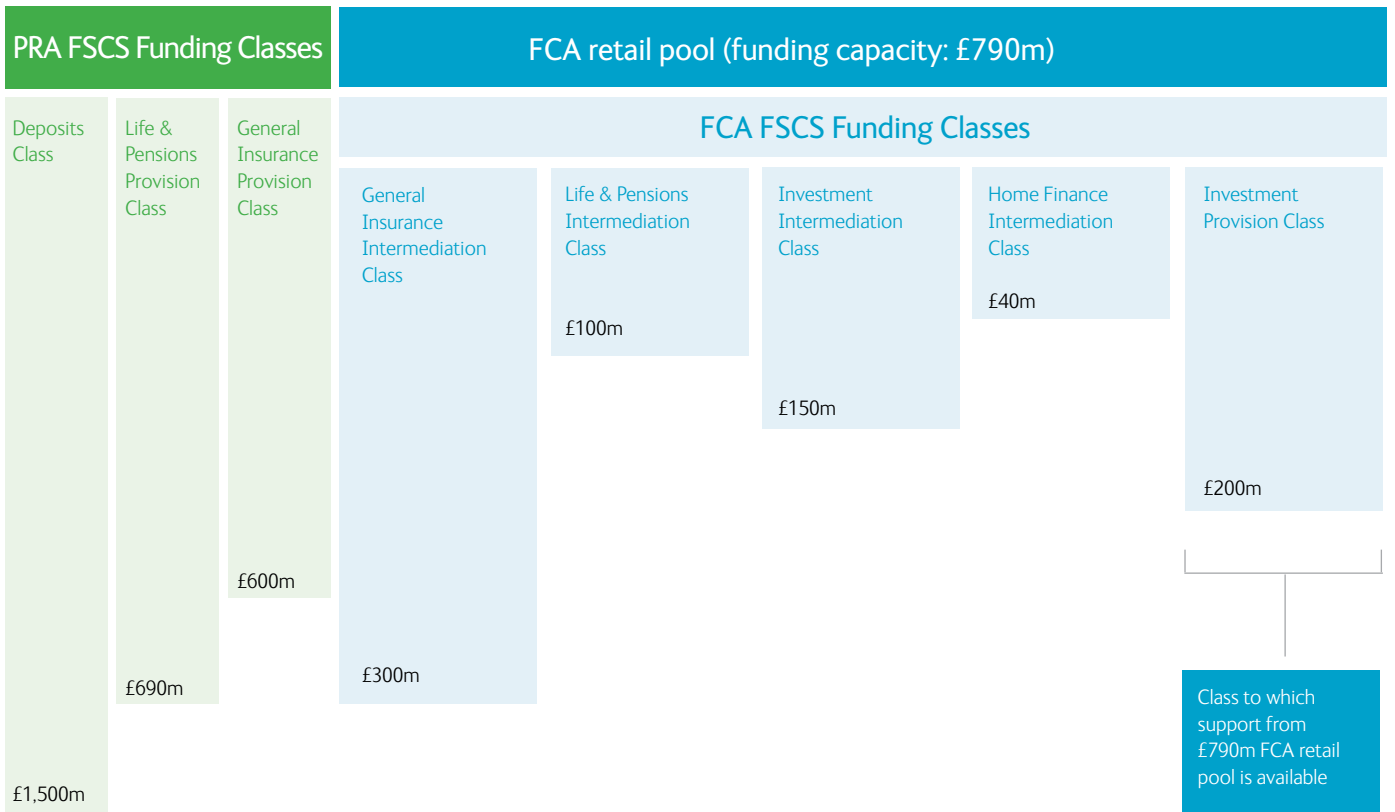 PRA FSCS Funding Classes
FCA retail pool (funding capacity: £790m)
FCA FSCS Funding Classes
Deposits
Class
£1,500m
Life &
Pensions
Provision
Class
£690m
General
Insurance
Provision
Class
£600m
General
Insurance
Intermediation
Class
£300m
Life & Pensions
Intermediation
Class
£100m
Investment
Intermediation
Class
£150m
Home Finance
Intermediation
Class
£40m
Investment
Provision Class
£200m
Class to which
support from
£790m FCA retail
pool is available